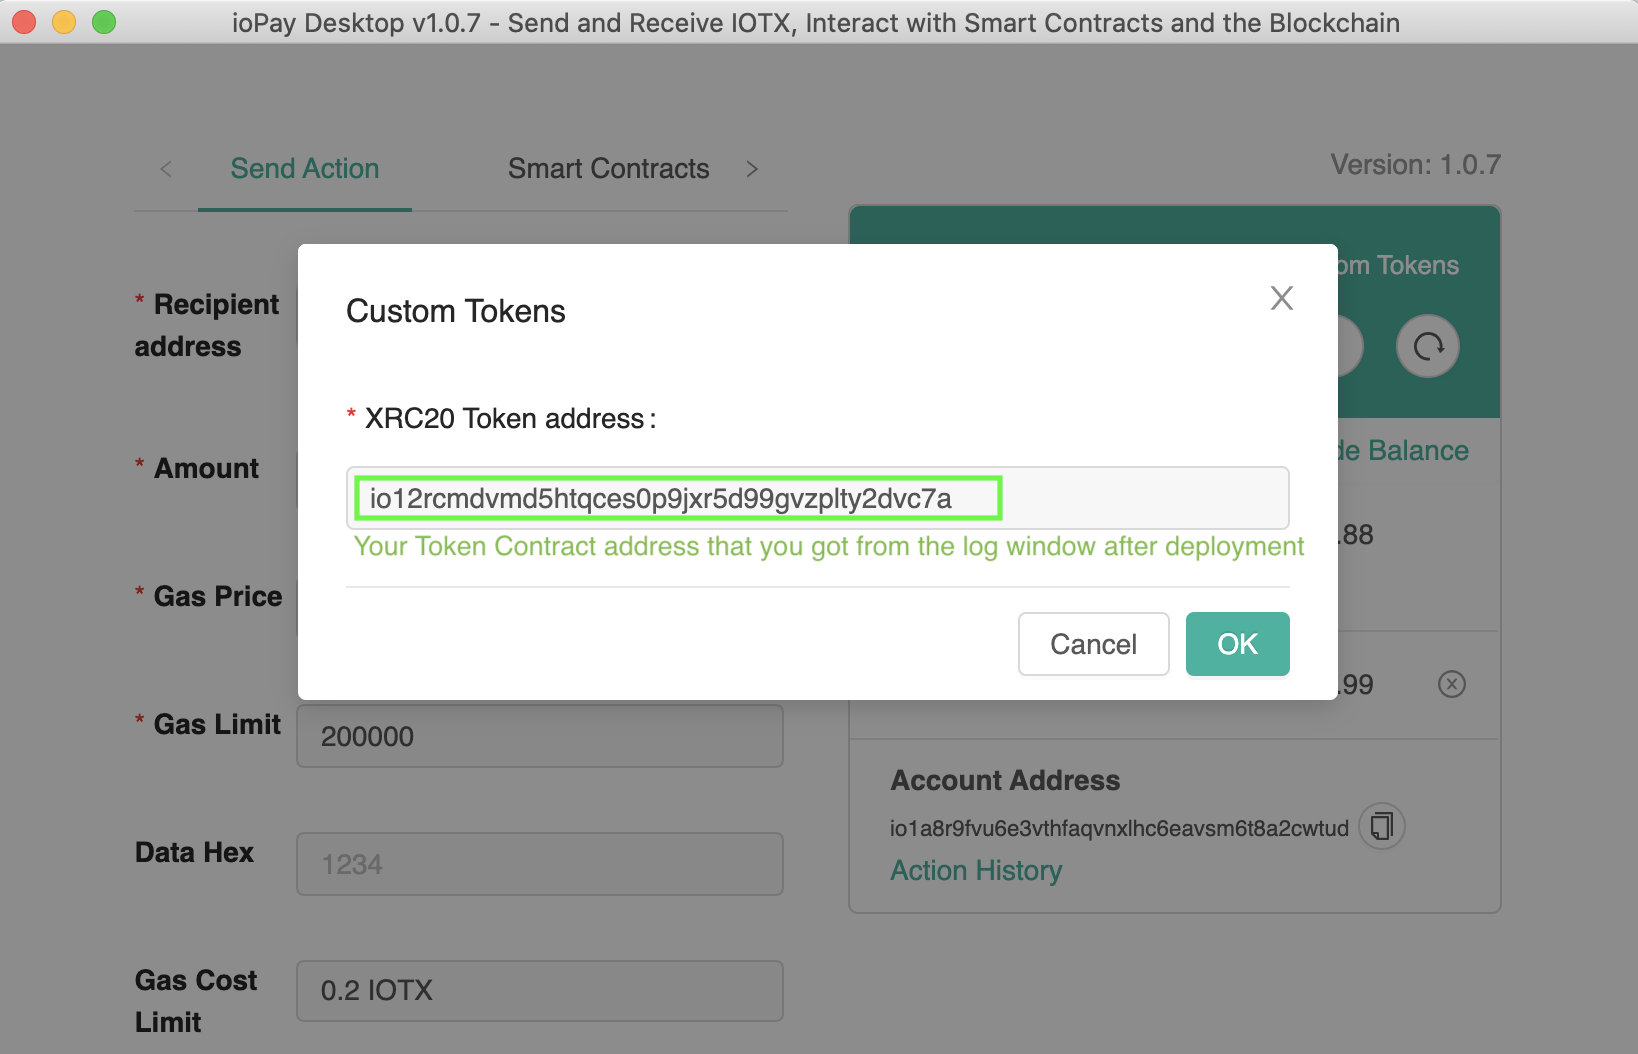 ioPay Desktop v1.0.7 - Send and Receive IOTX, Interact with Smart Contracts and the Blockchain
< Send Action Smart Contracts >
Version: 1.0.7
om Tokens
Custom Tokens
* Recipient
address
* XRC20 Token address :
* Amount
de Balance
io12rcmdvmd5htqces0p9jxr5d99gvzplty2dvc7a
.88
Your Token Contract address that you got from the log window after deployment
* Gas Price
Cancel
OK
.99
* Gas Limit
200000
Account Address
io1a8r9fvu6e3vthfaqvnxlhc6eavsm6t8a2cwtud
Data Hex
1234
Action History
Gas Cost
Limit
0.2 IOTX